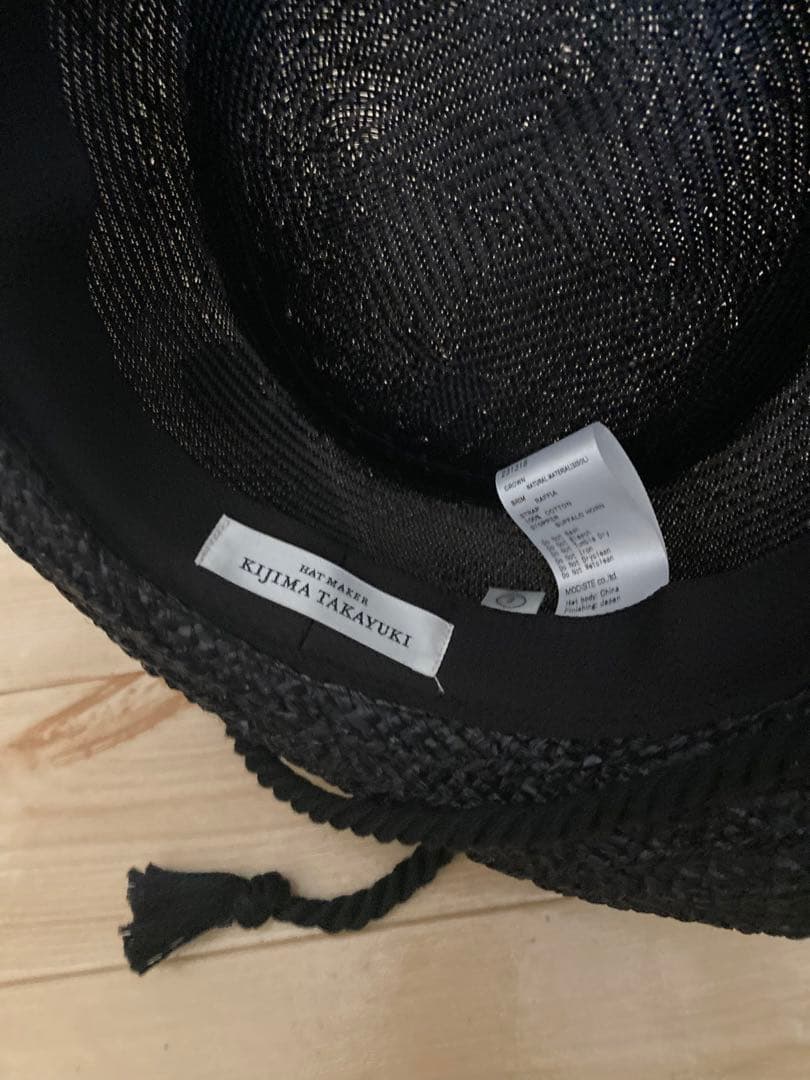 231218
CROWN NATURAL MATERIAL(SISOL)
BRIM RAFFIA
STRAP
100% COTTON
STOPPER BUFFALO HORN
Do Not Wash
Do Not Bleach
Do Not Tumble Dry
Do Not Iron
Do Not Dryclean
Do Not Wetclean
MODISTE co.,ltd.
Hat body: China
Finishing: Japan
HAT MAKER
KIJIMA TAKAYUKI